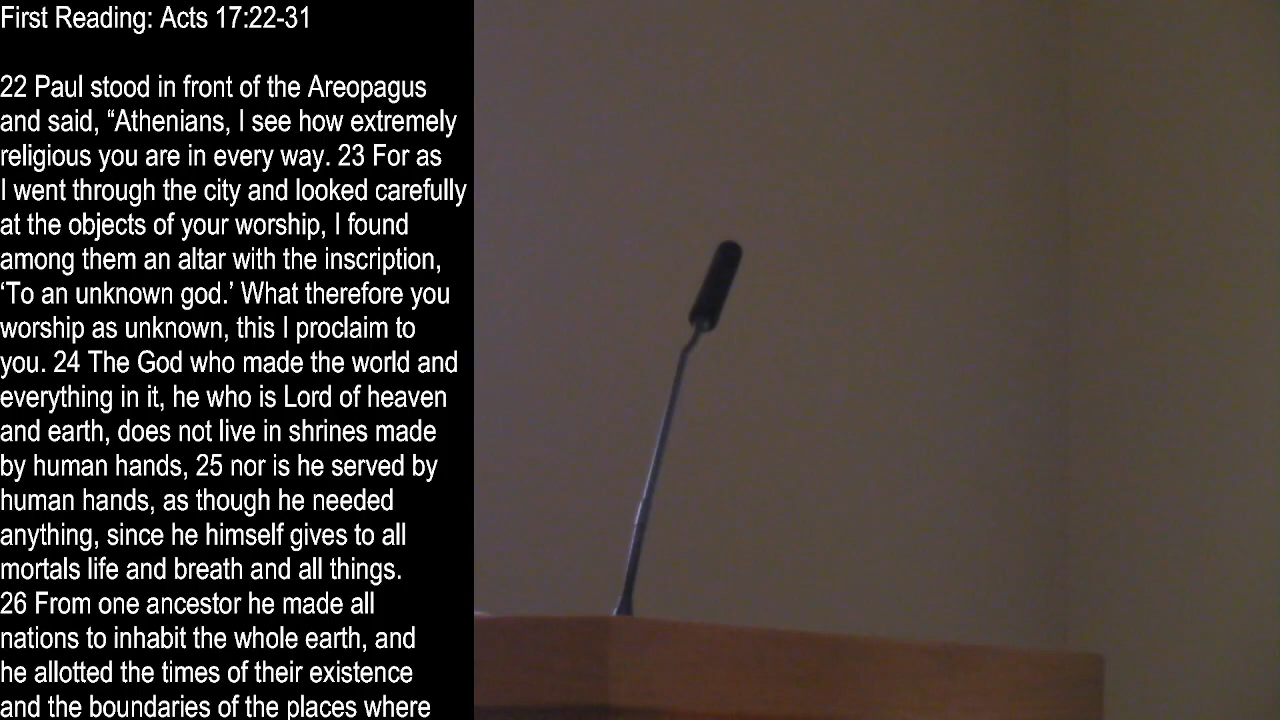 First Reading: Acts 17:22-31
22 Paul stood in front of the Areopagus
and said, “Athenians, I see how extremely
religious you are in every way. 23 For as
I went through the city and looked carefully
at the objects of your worship, I found
among them an altar with the inscription,
‘To an unknown god.’ What therefore you
worship as unknown, this I proclaim to
you. 24 The God who made the world and
everything in it, he who is Lord of heaven
and earth, does not live in shrines made
by human hands, 25 nor is he served by
human hands, as though he needed
anything, since he himself gives to all
mortals life and breath and all things.
26 From one ancestor he made all
nations to inhabit the whole earth, and
he allotted the times of their existence
and the boundaries of the places where